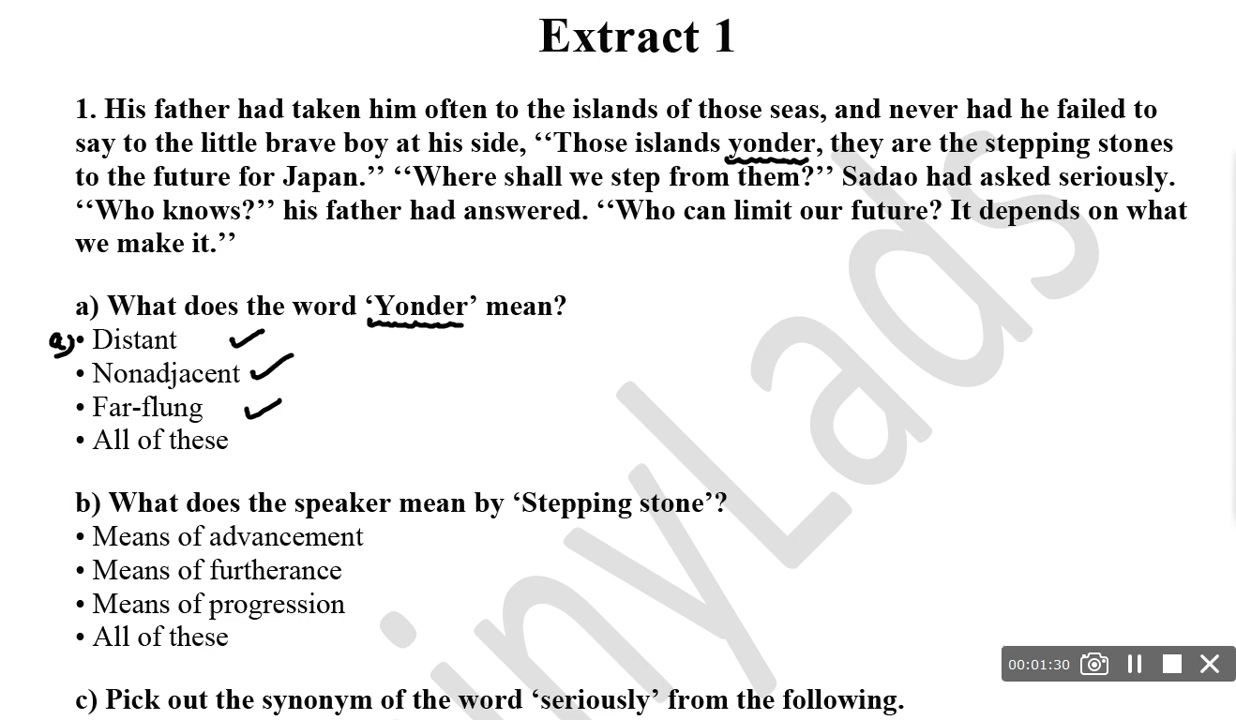 Extract 1
1. His father had taken him often to the islands of those seas, and never had he failed to
say to the little brave boy at his side, ‘‘Those islands yonder, they are the stepping stones
to the future for Japan.’’ ‘‘Where shall we step from them?’’ Sadao had asked seriously.
‘‘Who knows?’’ his father had answered. ‘‘Who can limit our future? It depends on what
we make it.’’
a) What does the word ‘Yonder’ mean?
a) • Distant
• Nonadjacent
• Far-flung
• All of these
b) What does the speaker mean by ‘Stepping stone’?
• Means of advancement
• Means of furtherance
• Means of progression
• All of these
c) Pick out the synonym of the word ‘seriously’ from the following.
inyLads
00:01:30